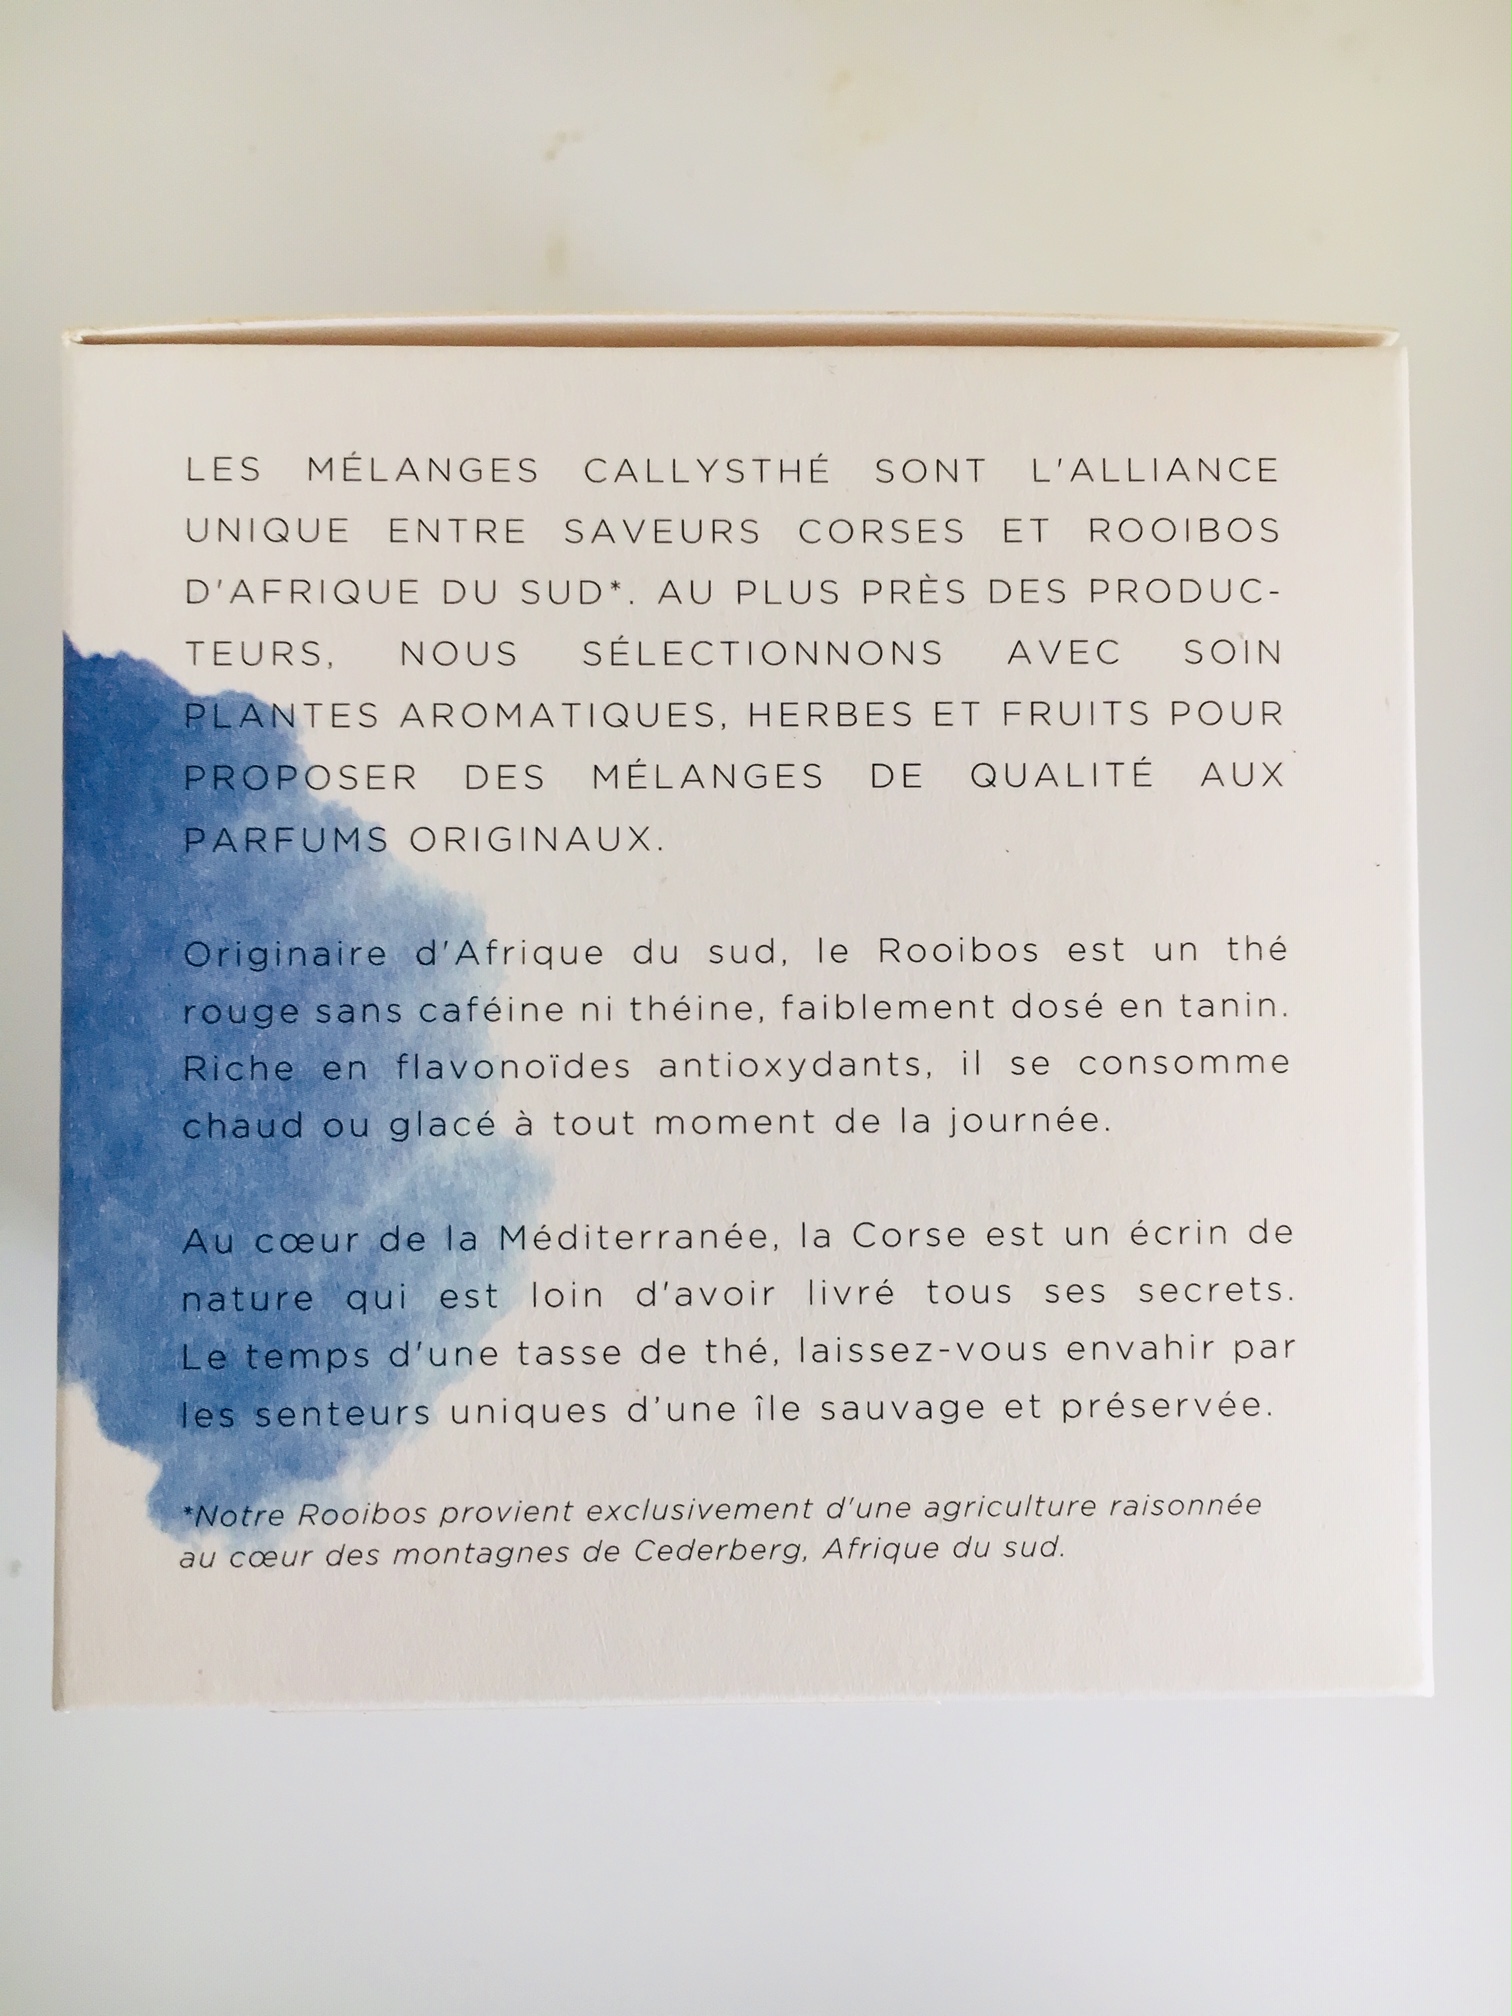 LES MÉLANGES CALLYSTHÉ SONT L'ALLIANCE
UNIQUE ENTRE SAVEURS CORSES ET ROOIBOS
D'AFRIQUE DU SUD*. AU PLUS PRÈS DES PRODUC-
TEURS, NOUS SÉLECTIONNONS AVEC SOIN
PLANTES AROMATIQUES, HERBES ET FRUITS POUR
PROPOSER DES MÉLANGES DE QUALITÉ AUX
PARFUMS ORIGINAUX.
Originaire d'Afrique du sud, le Rooibos est un thé
rouge sans caféine ni théine, faiblement dosé en tanin.
Riche en flavonoïdes antioxydants, il se consomme
chaud ou glacé à tout moment de la journée.
Au cœur de la Méditerranée, la Corse est un écrin de
nature qui est loin d'avoir livré tous ses secrets.
Le temps d'une tasse de thé, laissez-vous envahir par
les senteurs uniques d'une île sauvage et préservée.
*Notre Rooibos provient exclusivement d'une agriculture raisonnée
au cœur des montagnes de Cederberg, Afrique du sud.